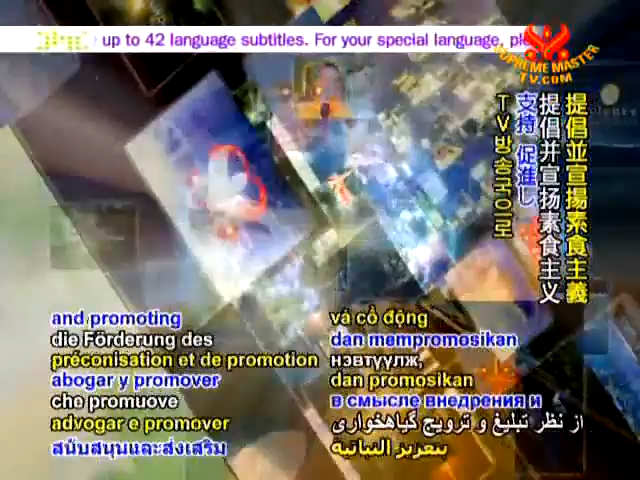 up to 42 language subtitles. For your special language, pl
SUPREME MASTER
TV.COM
提倡並宣揚素食主義
提倡并宣扬素食主义
支持 促進し
TV방송국으로
and promoting
die Förderung des
préconisation et de promotion
abogar y promover
che promuove
advogar e promover
สนับสนุนและส่งเสริม
và cổ động
dan mempromosikan
нэвтүүлж,
dan promosikan
в смысле внедрения и
از نظر تبلیغ و ترویج گیاهخواری
بتعزيز النباتية